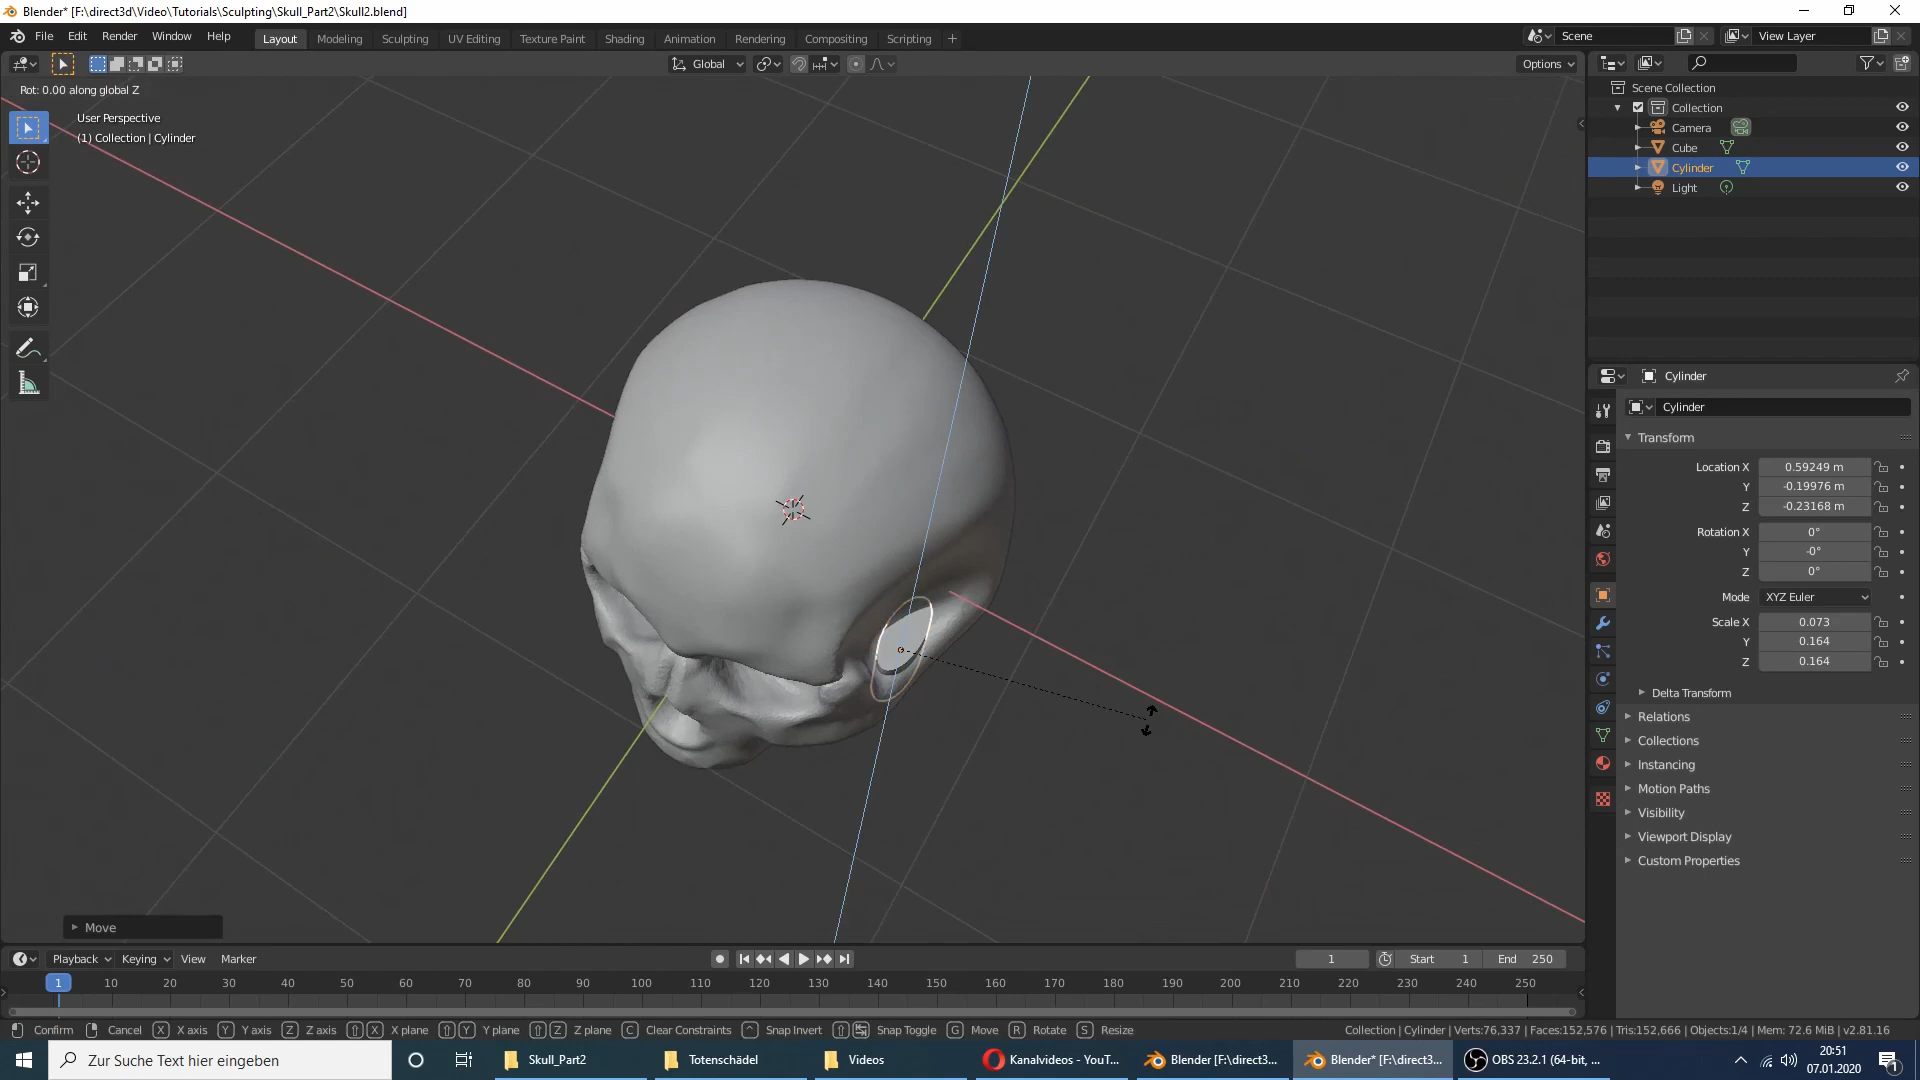 Blender* [F:\direct3d\Video\Tutorials\Sculpting\Skull_Part2\Skull2.blend]
File Edit Render Window Help Layout Modeling Sculpting UV Editing Texture Paint Shading Animation Rendering Compositing Scripting + Scene View Layer
Global Options
Rot: 0.00 along global Z
User Perspective
(1) Collection | Cylinder
Scene Collection
Collection
Camera
Cube
Cylinder
Light
Cylinder
Cylinder
Transform
Location X 0.59249 m
Y -0.19976 m
Z -0.23168 m
Rotation X 0°
Y -0°
Z 0°
Mode XYZ Euler
Scale X 0.073
Y 0.164
Z 0.164
Delta Transform
Relations
Collections
Instancing
Motion Paths
Visibility
Viewport Display
Custom Properties
Move
Playback Keying View Marker 1 Start 1 End 250
1 10 20 30 40 50 60 70 80 90 100 110 120 130 140 150 160 170 180 190 200 210 220 230 240 250
Confirm Cancel X X axis Y Y axis Z Z axis X X plane Y Y plane Z Z plane C Clear Constraints ^ Snap Invert Snap Toggle G Move R Rotate S Resize Collection | Cylinder | Verts:76,337 | Faces:152,576 | Tris:152,666 | Objects:1/4 | Mem: 72.6 MiB | v2.81.16
Zur Suche Text hier eingeben Skull_Part2 Totenschädel Videos Kanalvideos - YouT... Blender [F:\direct3... Blender* [F:\direct3... OBS 23.2.1 (64-bit, ... 20:51
07.01.2020 1